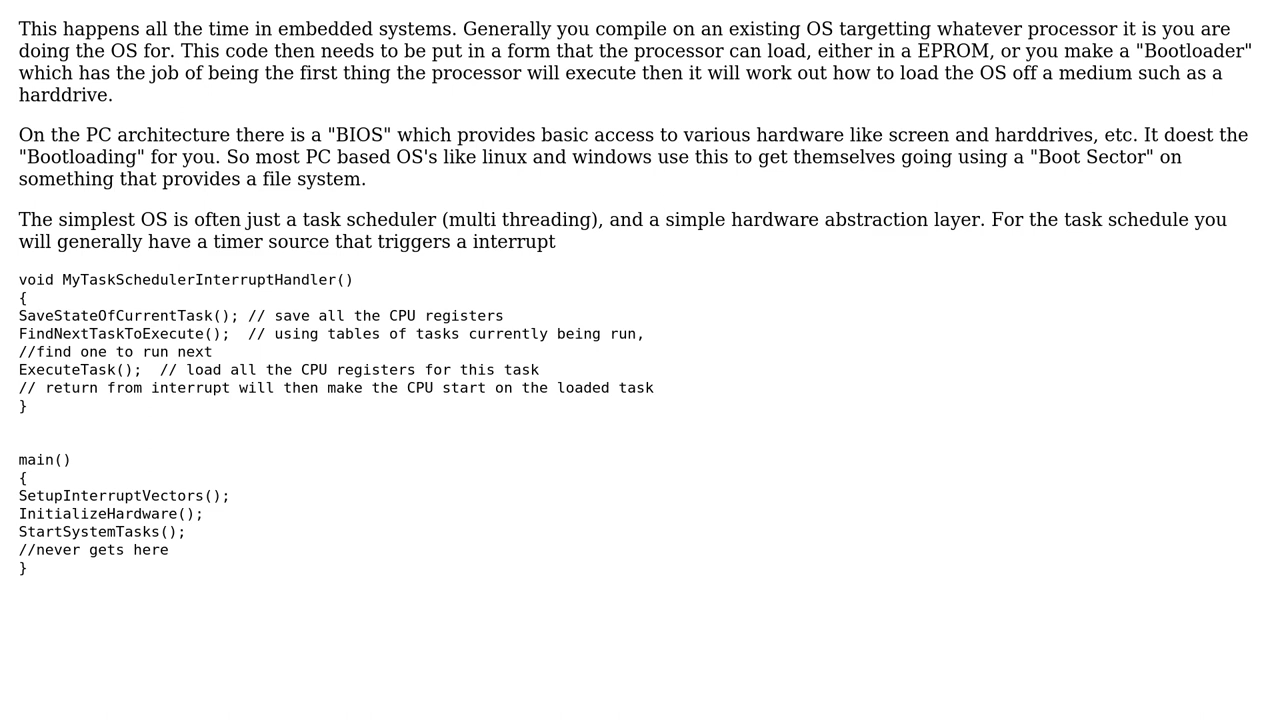 This happens all the time in embedded systems. Generally you compile on an existing OS targetting whatever processor it is you are
doing the OS for. This code then needs to be put in a form that the processor can load, either in a EPROM, or you make a "Bootloader"
which has the job of being the first thing the processor will execute then it will work out how to load the OS off a medium such as a
harddrive.
On the PC architecture there is a "BIOS" which provides basic access to various hardware like screen and harddrives, etc. It doest the
"Bootloading" for you. So most PC based OS's like linux and windows use this to get themselves going using a "Boot Sector" on
something that provides a file system.
The simplest OS is often just a task scheduler (multi threading), and a simple hardware abstraction layer. For the task schedule you
will generally have a timer source that triggers a interrupt
void MyTaskSchedulerInterruptHandler()
{
SaveStateOfCurrentTask(); // save all the CPU registers
FindNextTaskToExecute();  // using tables of tasks currently being run,
//find one to run next
ExecuteTask();  // load all the CPU registers for this task
// return from interrupt will then make the CPU start on the loaded task
}
main()
{
SetupInterruptVectors();
InitializeHardware();
StartSystemTasks();
//never gets here
}